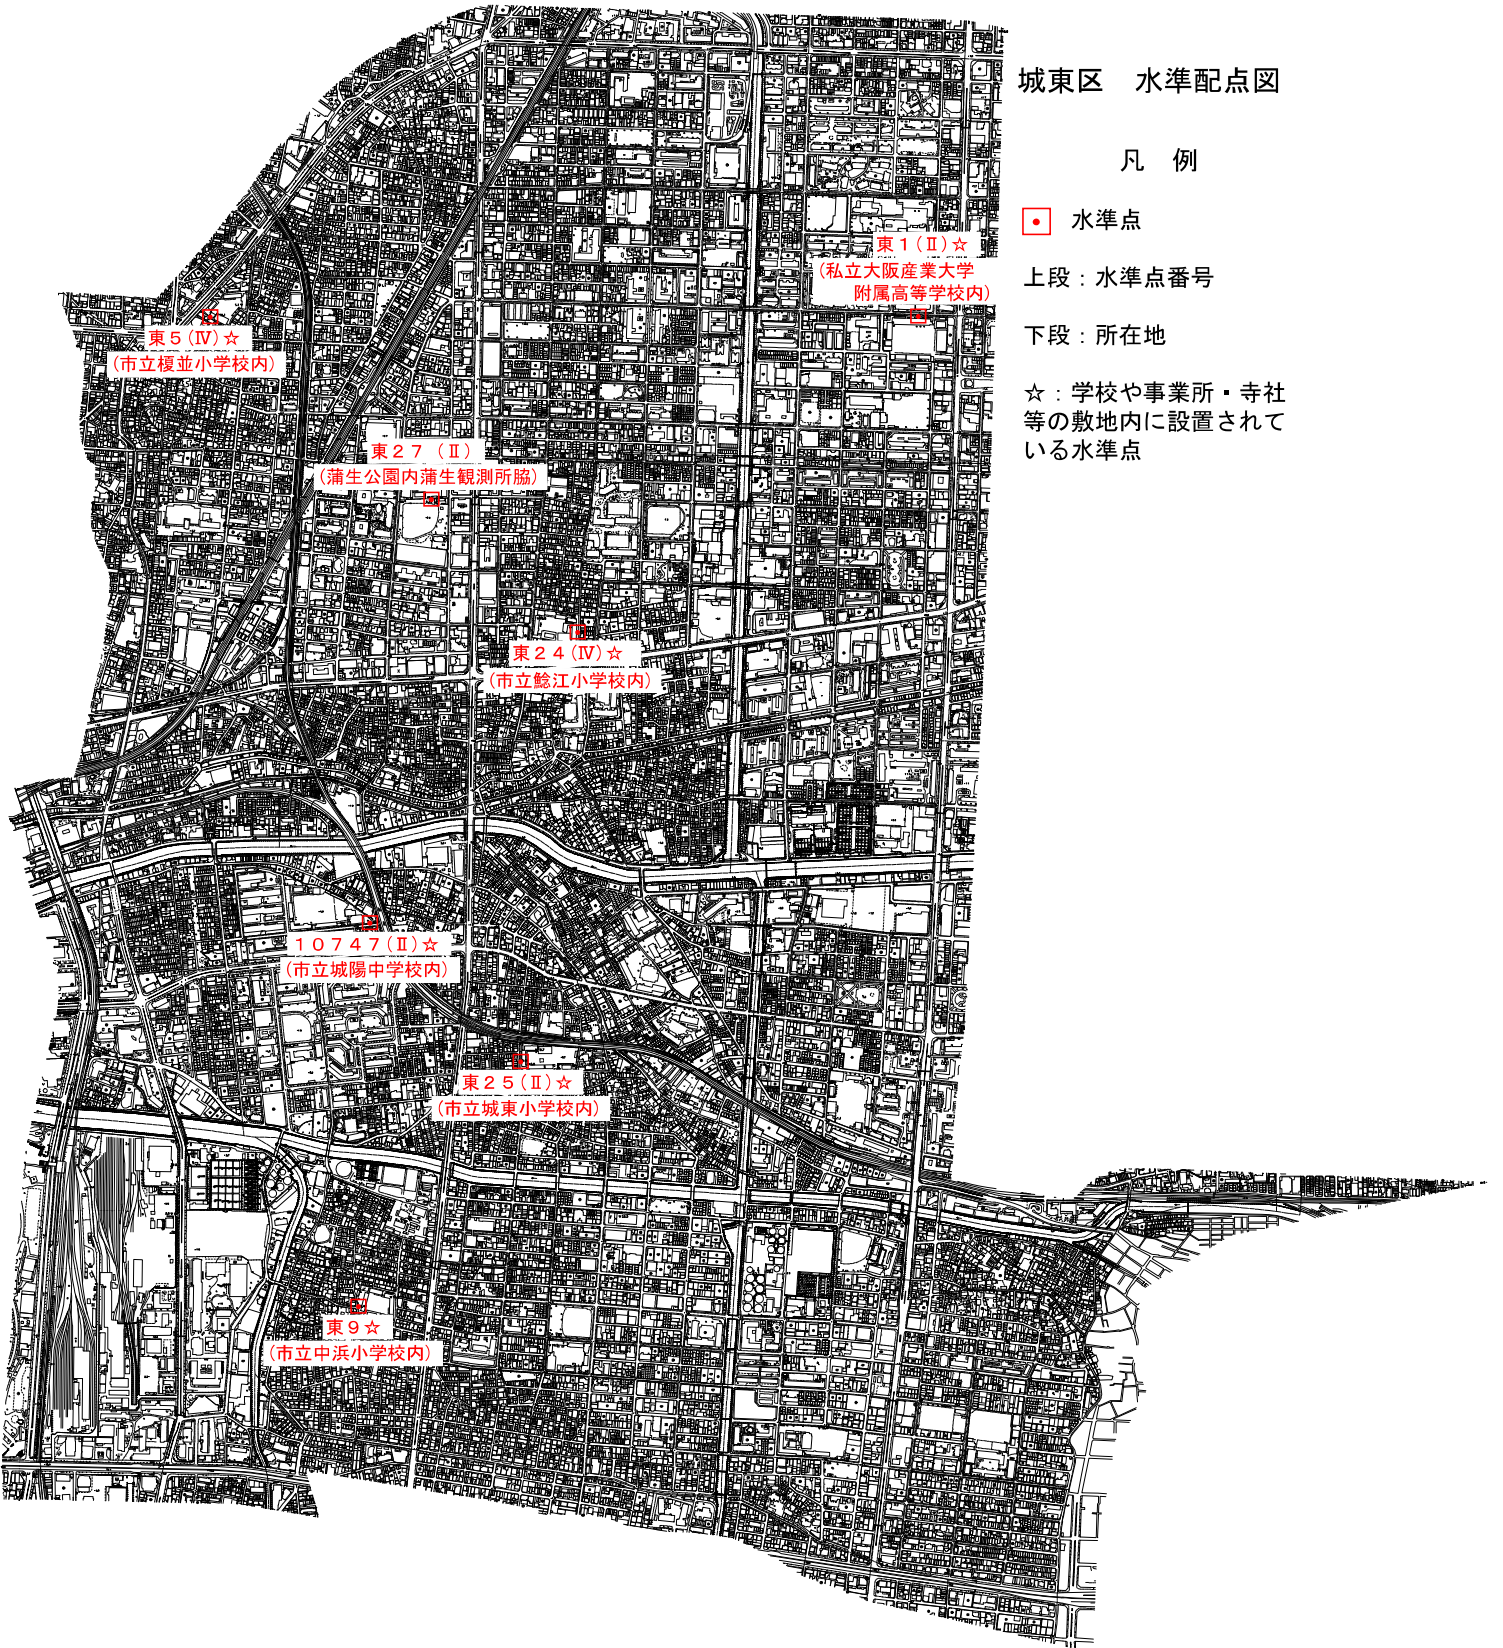 城東区　水準配点図
凡　例
水準点
上段：水準点番号
下段：所在地
☆：学校や事業所・寺社
等の敷地内に設置されて
いる水準点
東１(Ⅱ)☆
(私立大阪産業大学
附属高等学校内)
東５(Ⅳ)☆
(市立榎並小学校内)
東２７（Ⅱ）
(蒲生公園内蒲生観測所脇)
東２４(Ⅳ)☆
(市立鯰江小学校内)
１０７４７(Ⅱ)☆
(市立城陽中学校内)
東２５(Ⅱ)☆
(市立城東小学校内)
東９☆
(市立中浜小学校内)